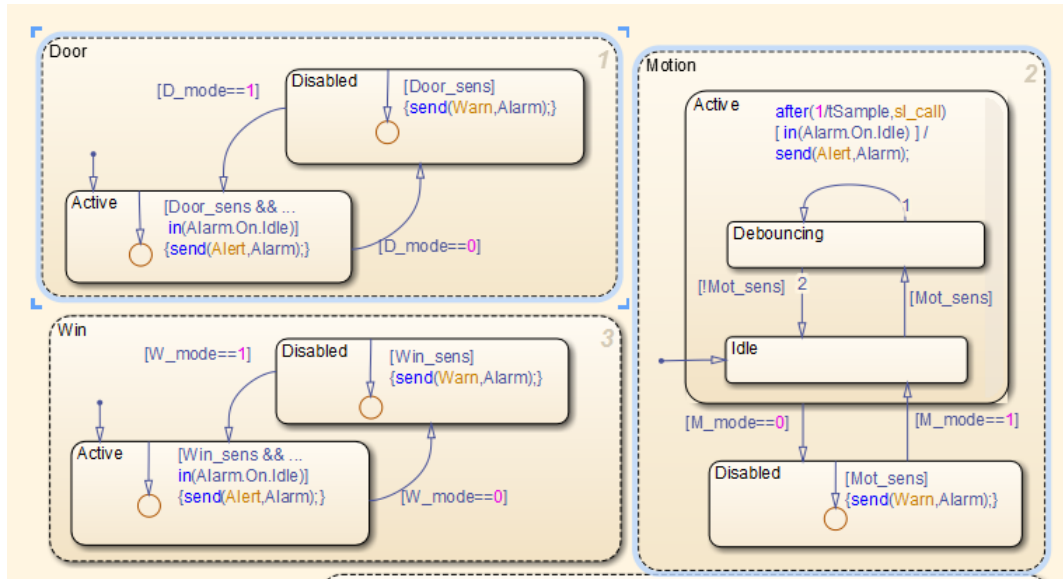 Door
1
Disabled
[Door_sens]
{send(Warn,Alarm);}
[D_mode==1]
Active
[Door_sens && ...
in(Alarm.On.Idle)]
{send(Alert,Alarm);}
[D_mode==0]
Motion
2
Active
after(1/tSample,sl_call)
[ in(Alarm.On.Idle) ] /
send(Alert,Alarm);
1
Debouncing
[!Mot_sens]
2
[Mot_sens]
Idle
[M_mode==0]
[M_mode==1]
Disabled
[Mot_sens]
{send(Warn,Alarm);}
Win
3
[W_mode==1]
Disabled
[Win_sens]
{send(Warn,Alarm);}
Active
[Win_sens && ...
in(Alarm.On.Idle)]
{send(Alert,Alarm);}
[W_mode==0]